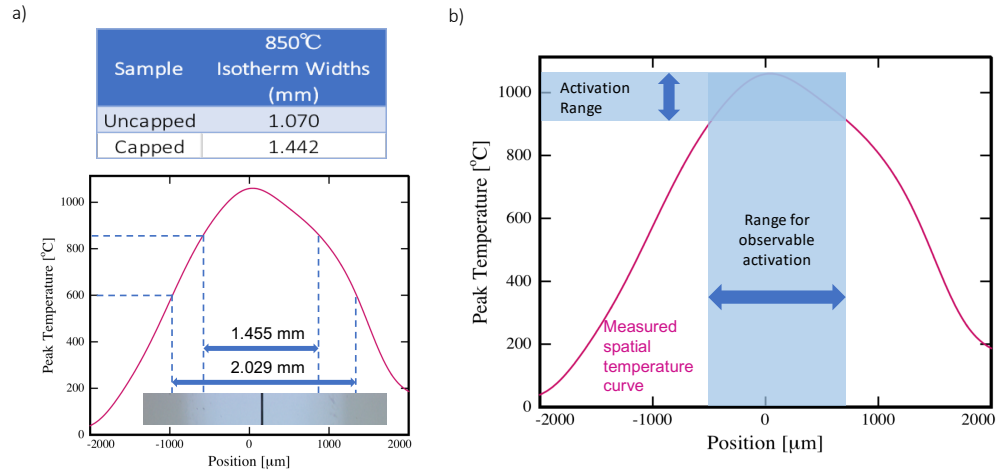 a)
850℃
Sample
Isotherm Widths
(mm)
Uncapped 1.070
Capped 1.442
Peak Temperature [°C]
1000
800
600
400
200
0
1.455 mm
2.029 mm
-2000 -1000 0 1000 2000
Position [μm]
b)
Peak Temperature [°C]
1000
800
600
400
200
0
Activation
Range
Range for
observable
activation
Measured
spatial
temperature
curve
-2000 -1000 0 1000 2000
Position [μm]